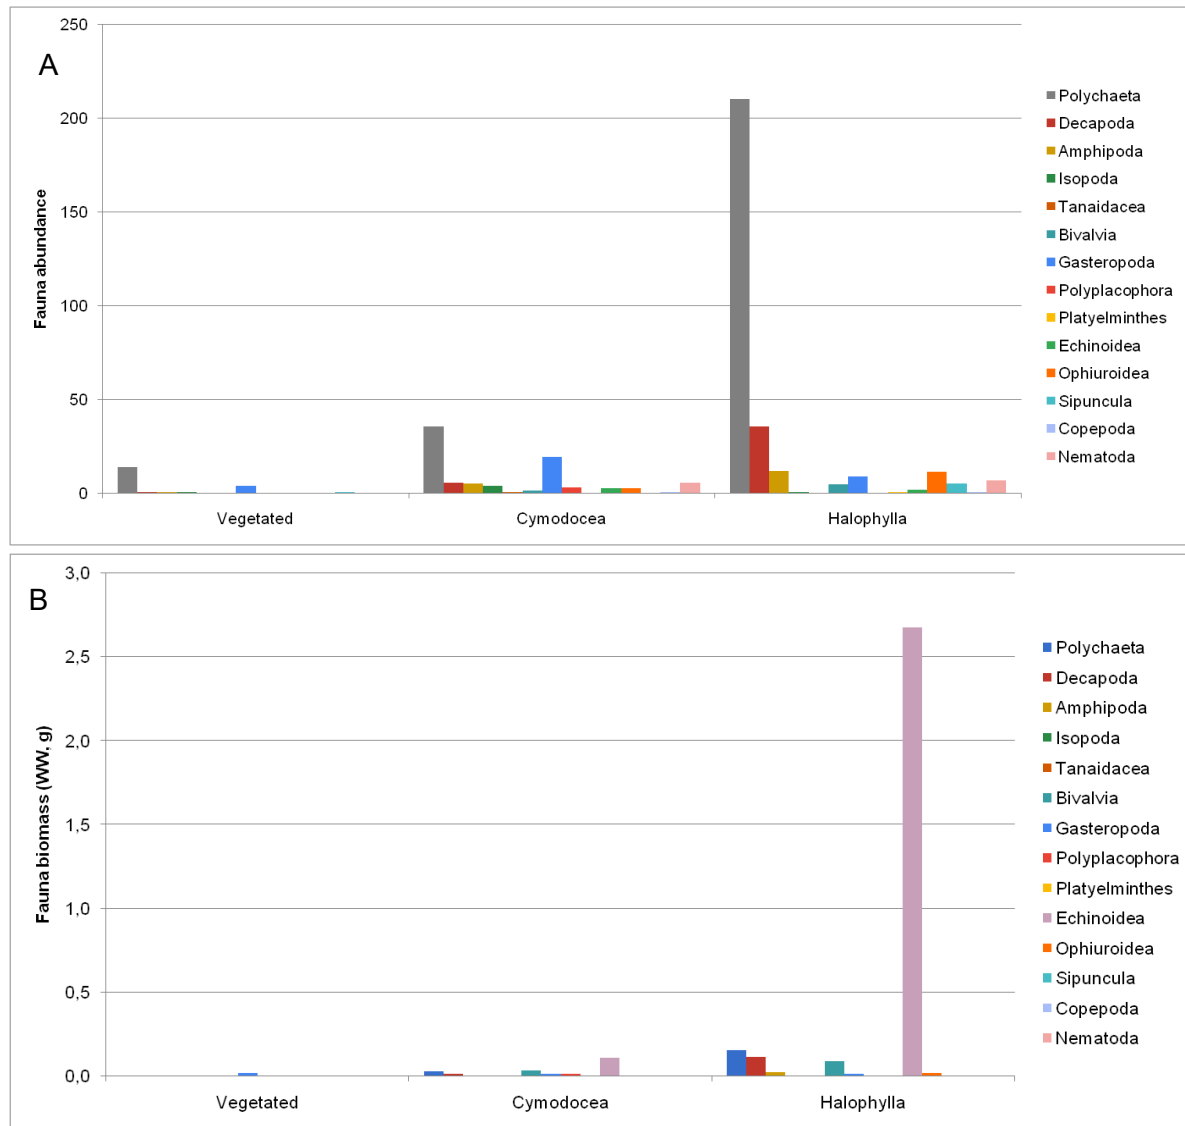 A
250
200
150
100
50
0
Fauna abundance
Vegetated Cymodocea Halophylla
Polychaeta
Decapoda
Amphipoda
Isopoda
Tanaidacea
Bivalvia
Gasteropoda
Polyplacophora
Platyelminthes
Echinoidea
Ophiuroidea
Sipuncula
Copepoda
Nematoda
B
3,0
2,5
2,0
1,5
1,0
0,5
0,0
Fauna biomass (WW, g)
Vegetated Cymodocea Halophylla
Polychaeta
Decapoda
Amphipoda
Isopoda
Tanaidacea
Bivalvia
Gasteropoda
Polyplacophora
Platyelminthes
Echinoidea
Ophiuroidea
Sipuncula
Copepoda
Nematoda